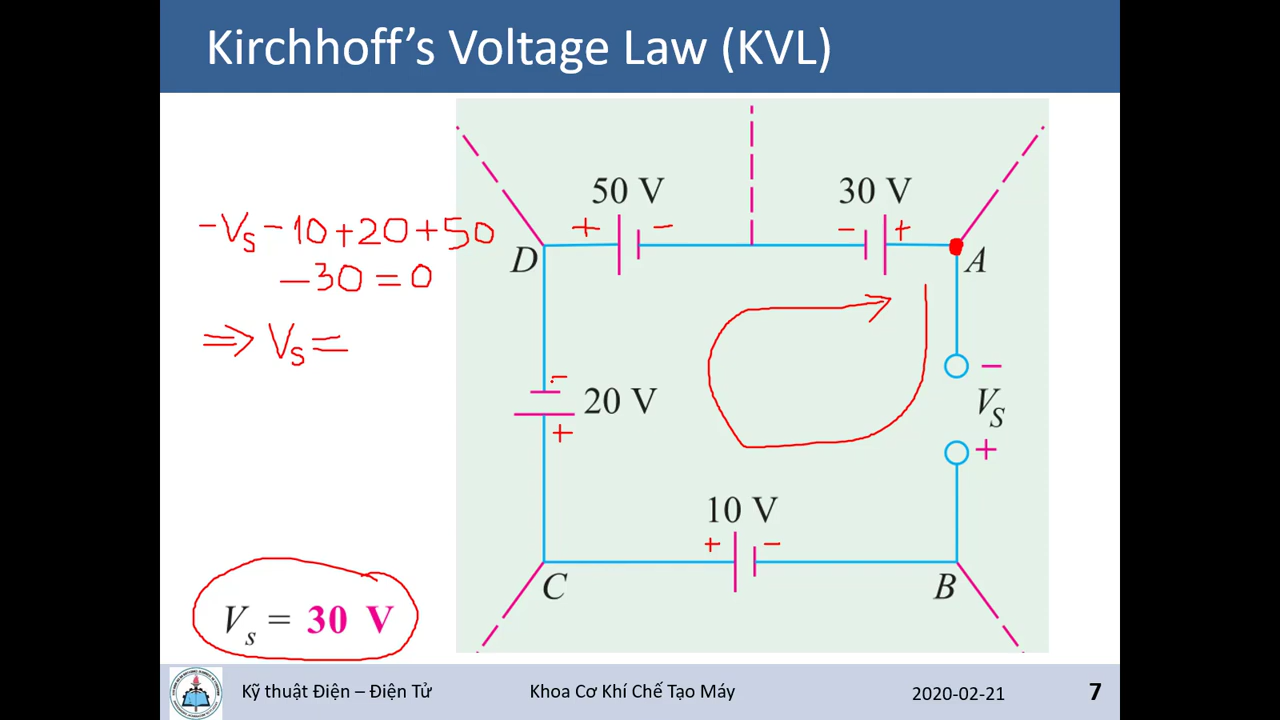 Kirchhoff's Voltage Law (KVL)
50 V
30 V
+ -
- +
-Vs -10 +20 +50
-30 = 0
⇒ Vs =
D
A
-
20 V
+
-
VS
+
10 V
+ -
C
B
Vs = 30 V
Kỹ thuật Điện – Điện Tử
Khoa Cơ Khí Chế Tạo Máy
2020-02-21
7